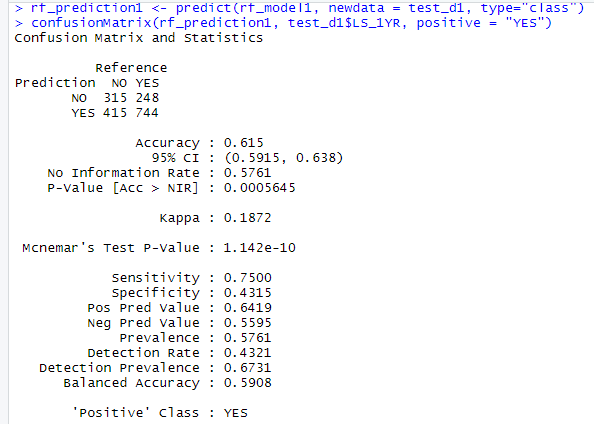 > rf_prediction1 <- predict(rf_model1, newdata = test_d1, type="class")
> confusionMatrix(rf_prediction1, test_d1$LS_1YR, positive = "YES")
Confusion Matrix and Statistics
Reference
Prediction NO YES
NO 315 248
YES 415 744
Accuracy : 0.615
95% CI : (0.5915, 0.638)
No Information Rate : 0.5761
P-Value [Acc > NIR] : 0.0005645
Kappa : 0.1872
Mcnemar's Test P-Value : 1.142e-10
Sensitivity : 0.7500
Specificity : 0.4315
Pos Pred Value : 0.6419
Neg Pred Value : 0.5595
Prevalence : 0.5761
Detection Rate : 0.4321
Detection Prevalence : 0.6731
Balanced Accuracy : 0.5908
'Positive' Class : YES